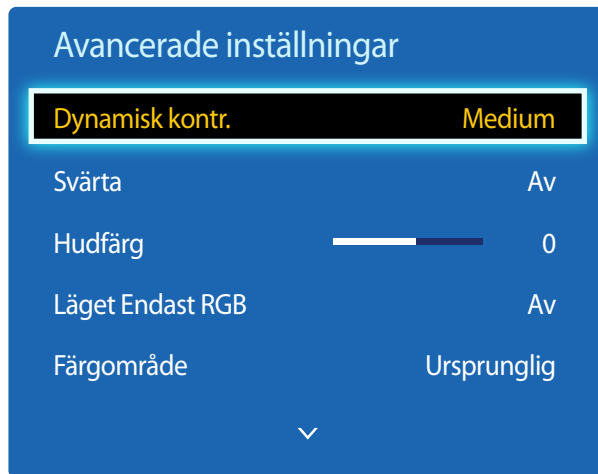 Avancerade inställningar
Dynamisk kontr. Medium
Svärta Av
Hudfärg 0
Läget Endast RGB Av
Färgområde Ursprunglig